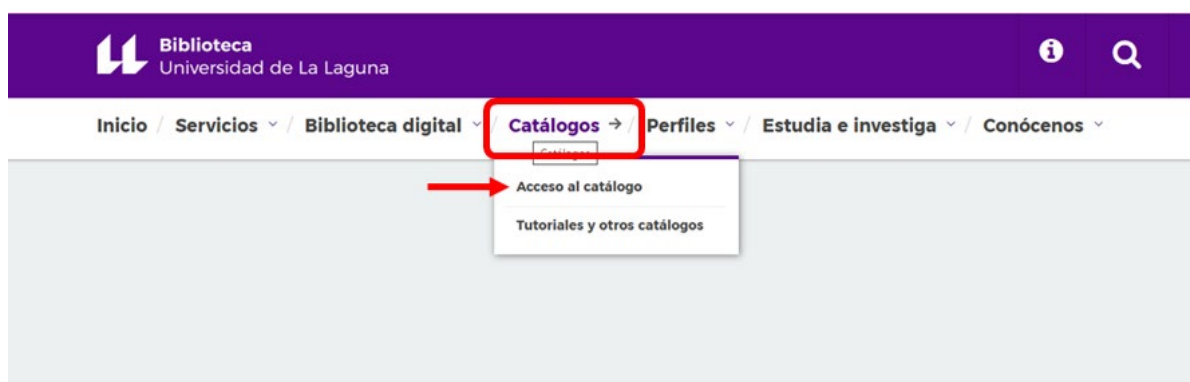 Biblioteca
Universidad de La Laguna
Inicio / Servicios / Biblioteca digital / Catálogos → / Perfiles / Estudia e investiga / Conócenos
Catálogos
Acceso al catálogo
Tutoriales y otros catálogos